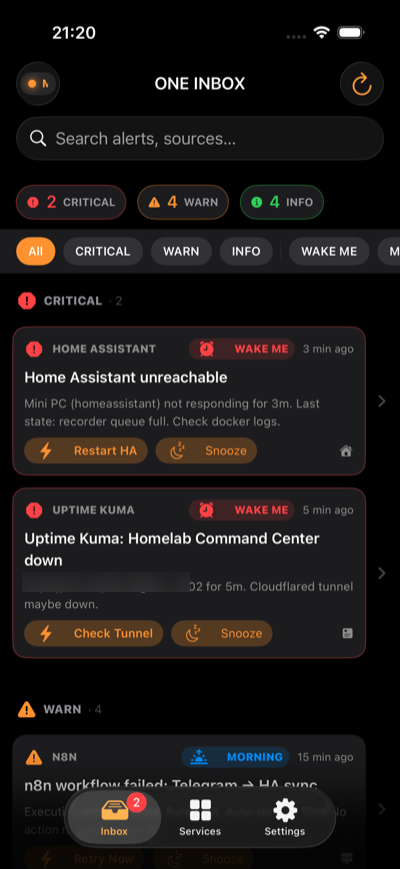 21:20
ONE INBOX
Search alerts, sources...
2 CRITICAL
4 WARN
4 INFO
All
CRITICAL
WARN
INFO
WAKE ME
CRITICAL · 2
HOME ASSISTANT
WAKE ME
3 min ago
Home Assistant unreachable
Mini PC (homeassistant) not responding for 3m. Last
state: recorder queue full. Check docker logs.
Restart HA
Snooze
UPTIME KUMA
WAKE ME
5 min ago
Uptime Kuma: Homelab Command Center
down
02 for 5m. Cloudflared tunnel
maybe down.
Check Tunnel
Snooze
WARN · 4
N8N
MORNING
15 min ago
n8n workflow failed: Telegram → HA sync
action
Retry Now
Snooze
2
Inbox
Services
Settings